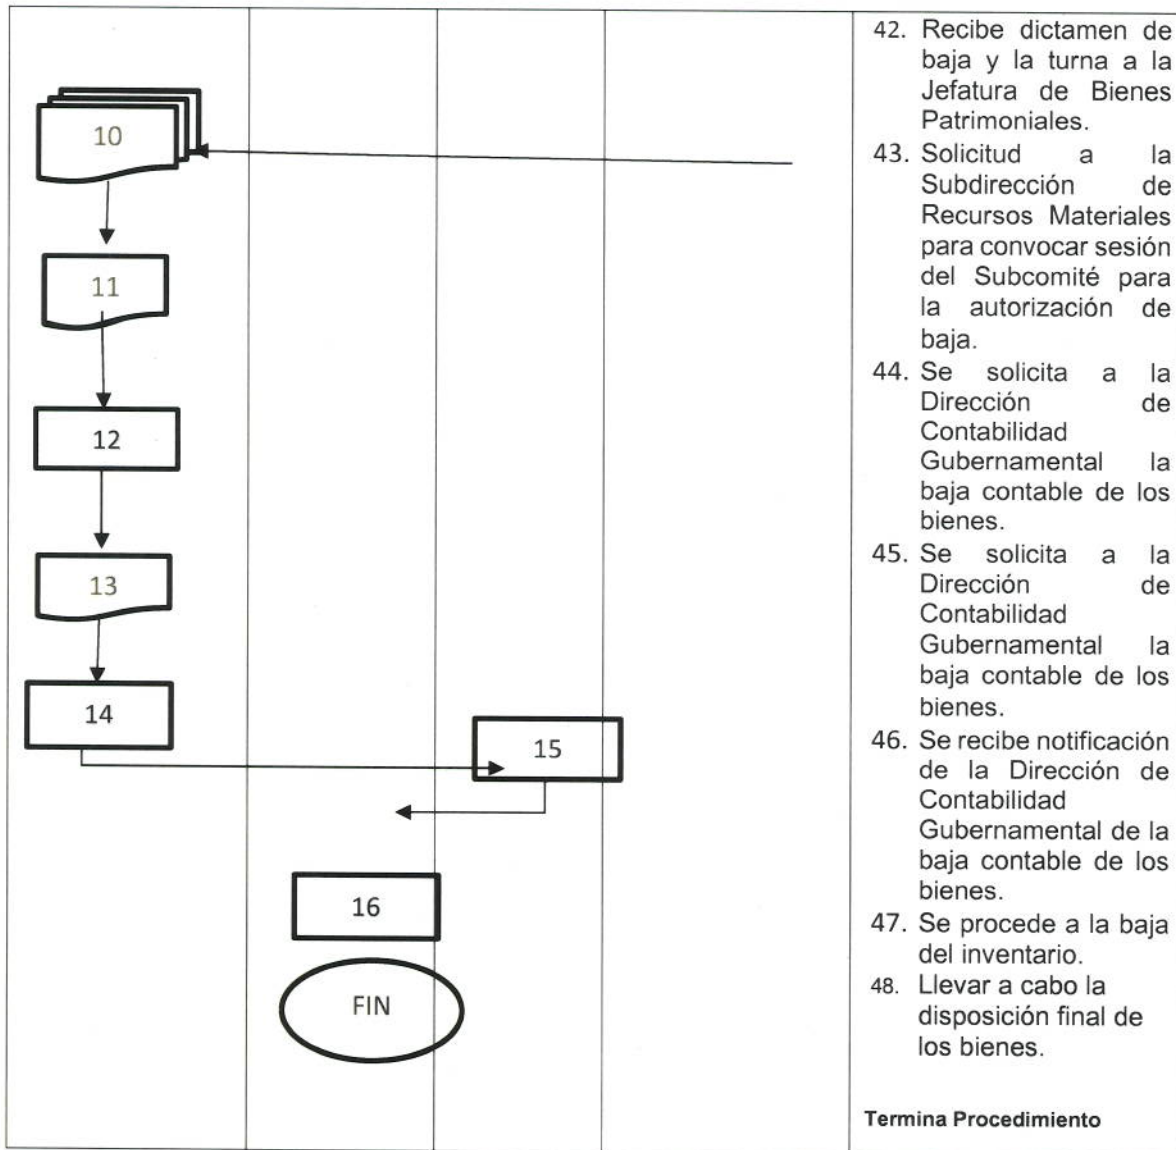 10
11
12
13
14
15
16
FIN
42. Recibe dictamen de
baja y la turna a la
Jefatura de Bienes
Patrimoniales.
43. Solicitud a la
Subdirección de
Recursos Materiales
para convocar sesión
del Subcomité para
la autorización de
baja.
44. Se solicita a la
Dirección de
Contabilidad
Gubernamental la
baja contable de los
bienes.
45. Se solicita a la
Dirección de
Contabilidad
Gubernamental la
baja contable de los
bienes.
46. Se recibe notificación
de la Dirección de
Contabilidad
Gubernamental de la
baja contable de los
bienes.
47. Se procede a la baja
del inventario.
48. Llevar a cabo la
disposición final de
los bienes.
Termina Procedimiento